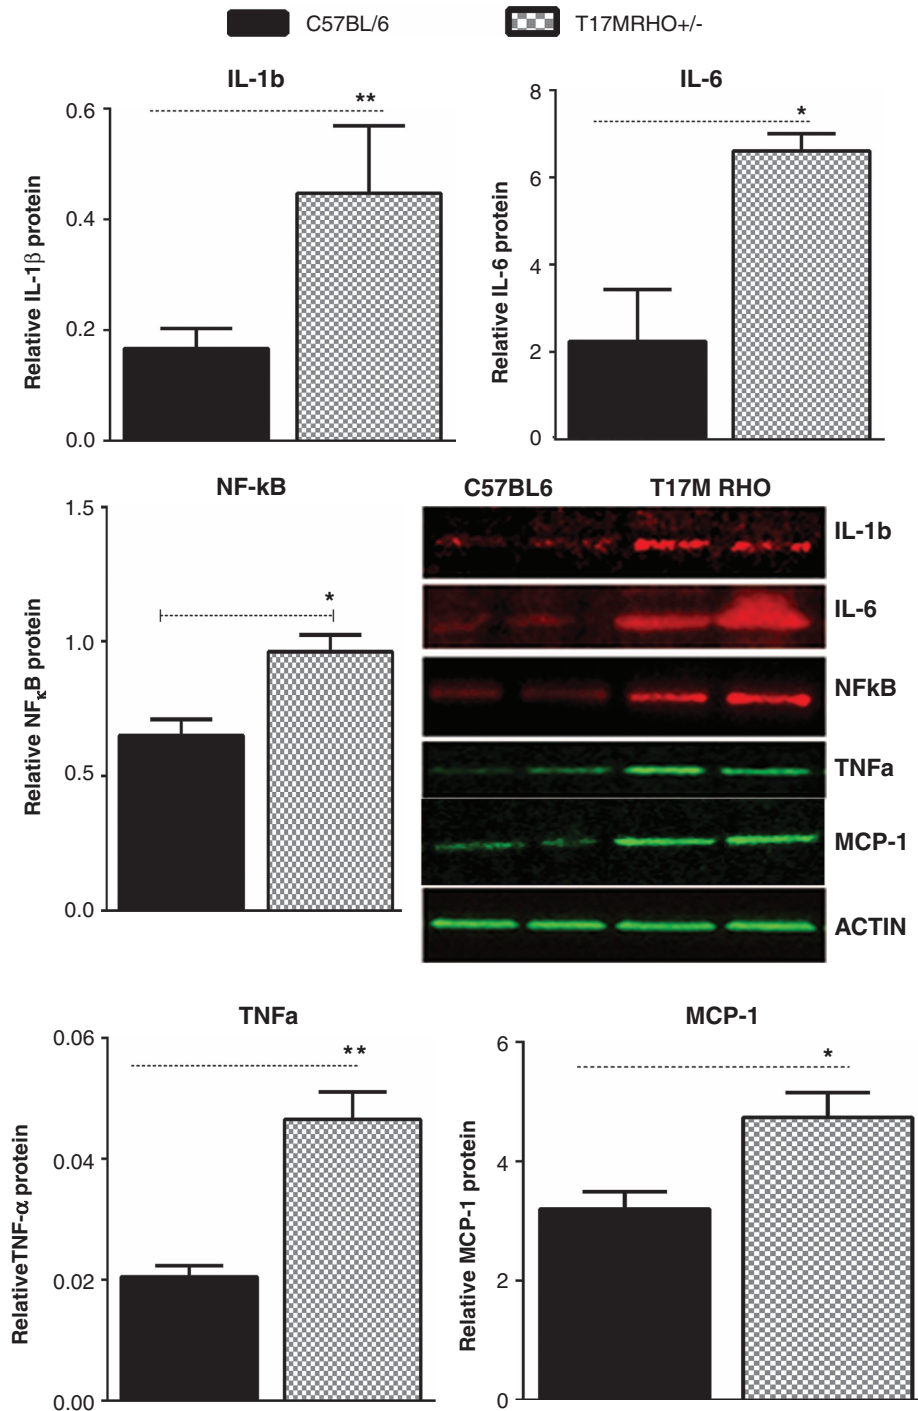 C57BL/6 T17MRHO+/-
IL-1b
**
0.6
0.4
0.2
0.0
Relative IL-1β protein
IL-6
*
8
6
4
2
0
Relative IL-6 protein
NF-kB
*
1.5
1.0
0.5
0.0
Relative NFκB protein
C57BL6 T17M RHO
IL-1b
IL-6
NFkB
TNFa
MCP-1
ACTIN
TNFa
**
0.06
0.04
0.02
0.00
RelativeTNF-α protein
MCP-1
*
6
4
2
0
Relative MCP-1 protein